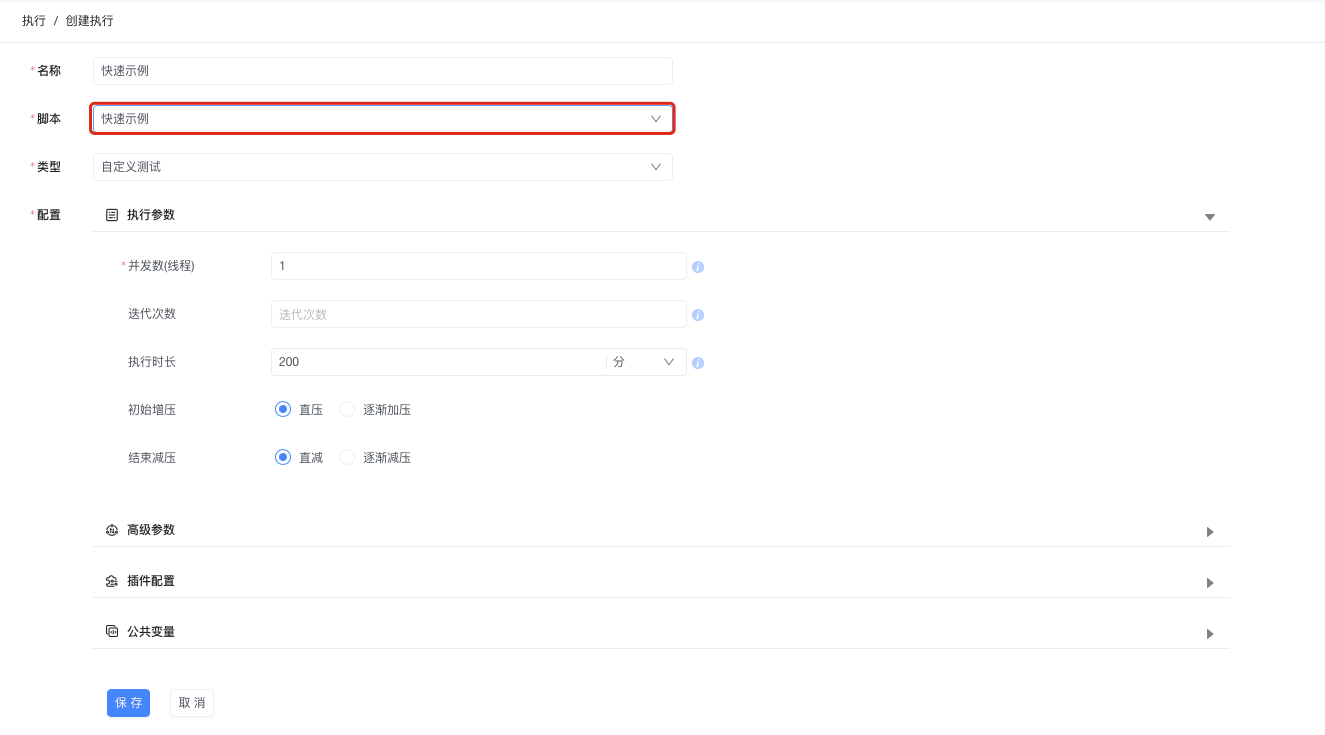 执行 / 创建执行
*名称 快速示例
*脚本 快速示例
*类型 自定义测试
*配置 执行参数
*并发数(线程) 1
迭代次数 迭代次数
执行时长 200 分
初始增压 直压 逐渐加压
结束减压 直减 逐渐减压
高级参数
插件配置
公共变量
保 存 取 消